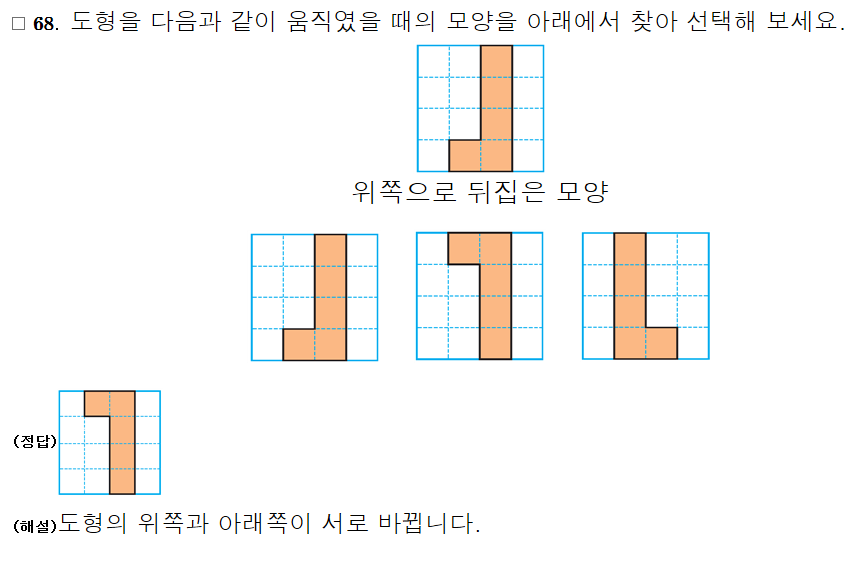 □ 68. 도형을 다음과 같이 움직였을 때의 모양을 아래에서 찾아 선택해 보세요.
위쪽으로 뒤집은 모양
(정답)
(해설)도형의 위쪽과 아래쪽이 서로 바뀝니다.